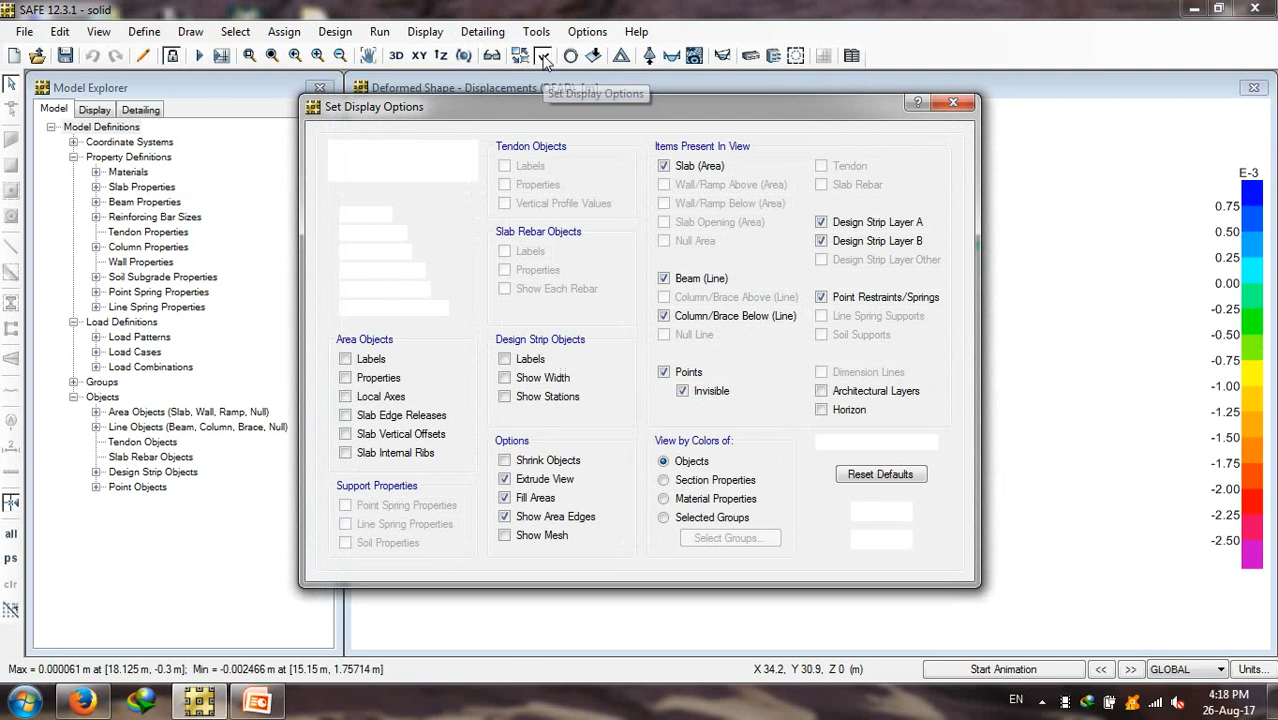 SAFE 12.3.1 - solid
File Edit View Define Draw Select Assign Design Run Display Detailing Tools Options Help
3D XY
Model Explorer
Deformed Shape - Displacements
Set Display Options
Model Display Detailing
Set Display Options
Model Definitions
Coordinate Systems
Property Definitions
Materials
Slab Properties
Beam Properties
Reinforcing Bar Sizes
Tendon Properties
Column Properties
Wall Properties
Soil Subgrade Properties
Point Spring Properties
Line Spring Properties
Load Definitions
Load Patterns
Load Cases
Load Combinations
Groups
Objects
Area Objects (Slab, Wall, Ramp, Null)
Line Objects (Beam, Column, Brace, Null)
Tendon Objects
Slab Rebar Objects
Design Strip Objects
Point Objects
all
ps
clr
Area Objects
Labels
Properties
Local Axes
Slab Edge Releases
Slab Vertical Offsets
Slab Internal Ribs
Support Properties
Point Spring Properties
Line Spring Properties
Soil Properties
Tendon Objects
Labels
Properties
Vertical Profile Values
Slab Rebar Objects
Labels
Properties
Show Each Rebar
Design Strip Objects
Labels
Show Width
Show Stations
Options
Shrink Objects
Extrude View
Fill Areas
Show Area Edges
Show Mesh
Items Present In View
Slab (Area)
Wall/Ramp Above (Area)
Wall/Ramp Below (Area)
Slab Opening (Area)
Null Area
Beam (Line)
Column/Brace Above (Line)
Column/Brace Below (Line)
Null Line
Points
Invisible
Tendon
Slab Rebar
Design Strip Layer A
Design Strip Layer B
Design Strip Layer Other
Point Restraints/Springs
Line Spring Supports
Soil Supports
Dimension Lines
Architectural Layers
Horizon
View by Colors of:
Objects
Section Properties
Material Properties
Selected Groups
Select Groups...
Reset Defaults
E-3
0.75
0.50
0.25
0.00
-0.25
-0.50
-0.75
-1.00
-1.25
-1.50
-1.75
-2.00
-2.25
-2.50
Max = 0.000061 m at [18.125 m, -0.3 m]; Min = -0.002466 m at [15.15 m, 1.75714 m]
X 34.2, Y 30.9, Z 0 (m)
Start Animation
<< >>
GLOBAL
Units...
EN
4:18 PM
26-Aug-17